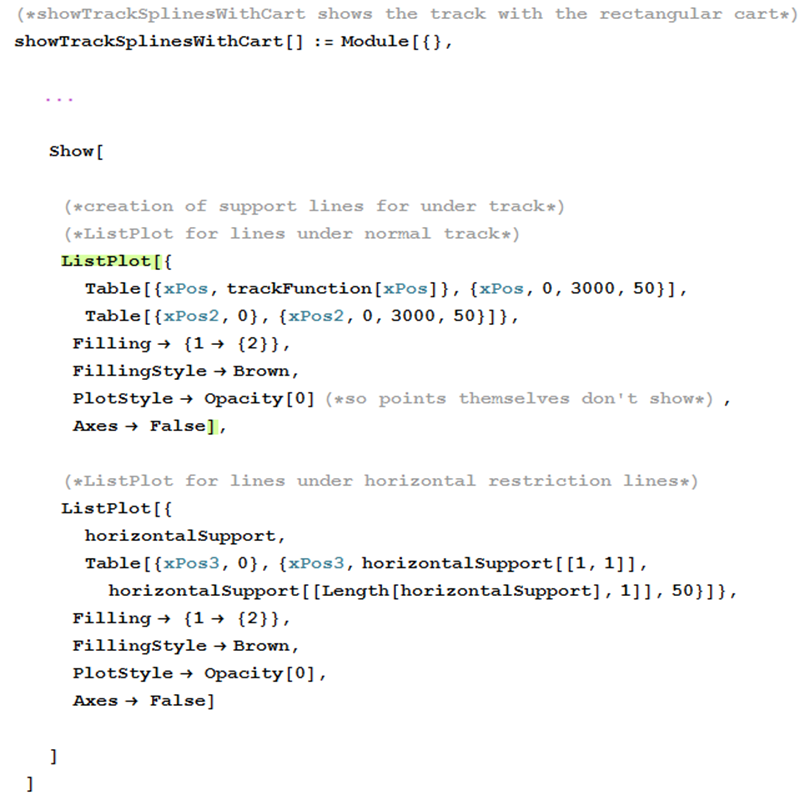 (*showTrackSplinesWithCart shows the track with the rectangular cart*)
showTrackSplinesWithCart[] := Module[{},
...
Show[
(*creation of support lines for under track*)
(*ListPlot for lines under normal track*)
ListPlot[{
Table[{xPos, trackFunction[xPos]}, {xPos, 0, 3000, 50}],
Table[{xPos2, 0}, {xPos2, 0, 3000, 50}]},
Filling → {1 → {2}},
FillingStyle → Brown,
PlotStyle → Opacity[0] (*so points themselves don't show*) ,
Axes → False],
(*ListPlot for lines under horizontal restriction lines*)
ListPlot[{
horizontalSupport,
Table[{xPos3, 0}, {xPos3, horizontalSupport[[1, 1]],
horizontalSupport[[Length[horizontalSupport], 1]], 50}]},
Filling → {1 → {2}},
FillingStyle → Brown,
PlotStyle → Opacity[0],
Axes → False]
]
]